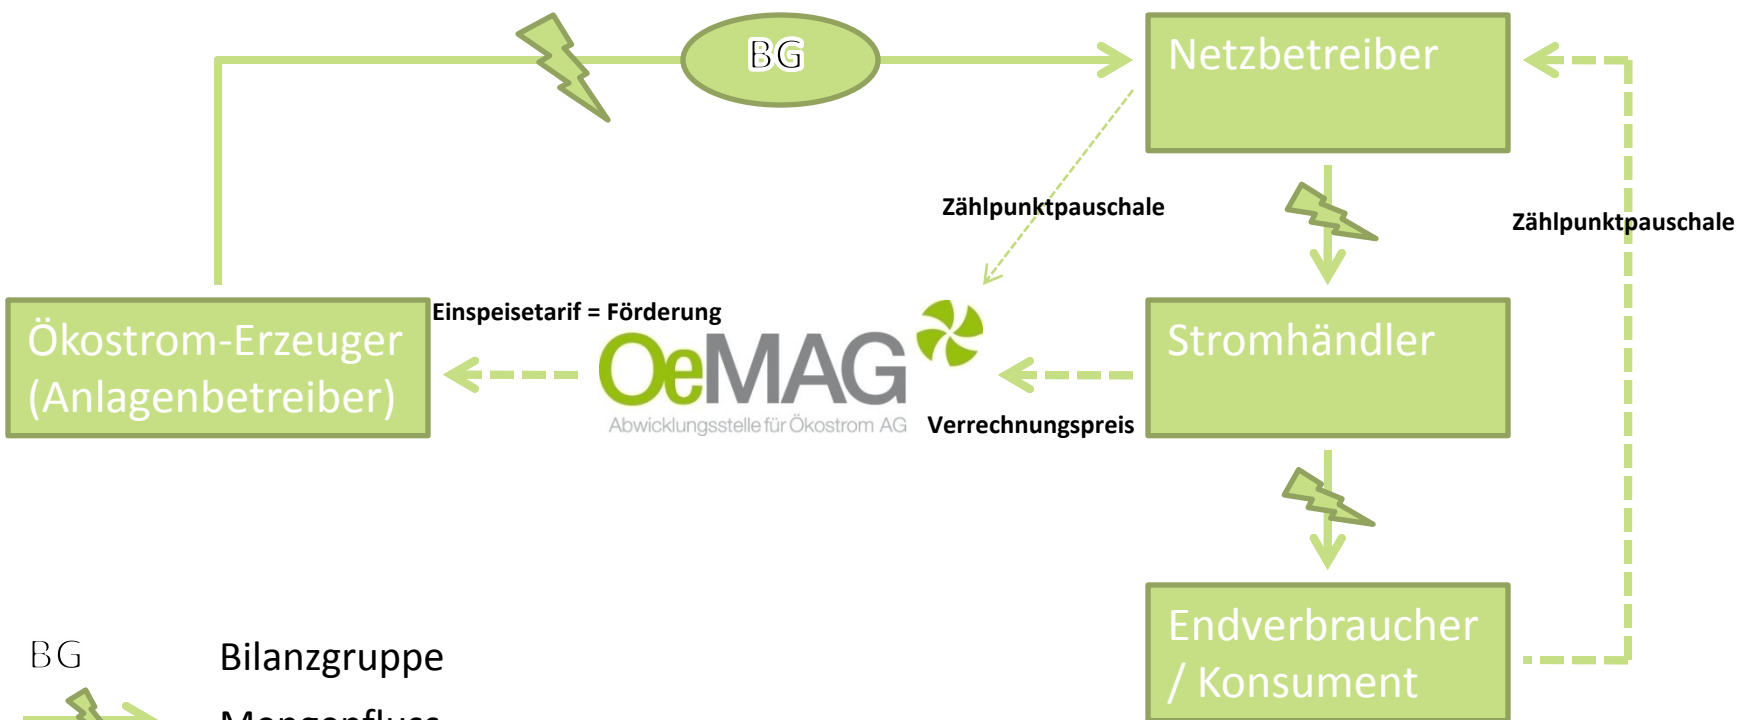 BG
Netzbetreiber
Zählpunktpauschale
Zählpunktpauschale
Einspeisetarif = Förderung
Ökostrom-Erzeuger
(Anlagenbetreiber)
OeMAG
Abwicklungsstelle für Ökostrom AG
Verrechnungspreis
Stromhändler
Endverbraucher
/ Konsument
BG Bilanzgruppe
Mengenfluss